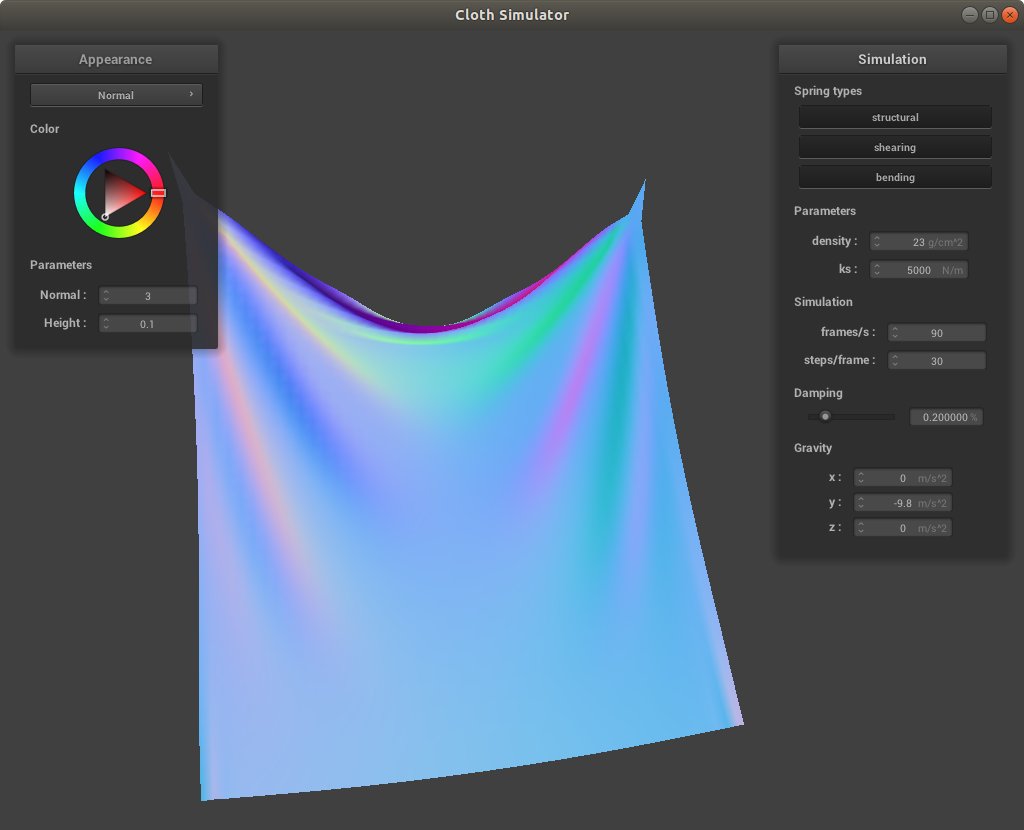 Cloth Simulator
Appearance
Normal
Color
Parameters
Normal : 3
Height : 0.1
Simulation
Spring types
structural
shearing
bending
Parameters
density : 23 g/cm^2
ks : 5000 N/m
Simulation
frames/s : 90
steps/frame : 30
Damping
0.200000 %
Gravity
x : 0 m/s^2
y : -9.8 m/s^2
z : 0 m/s^2